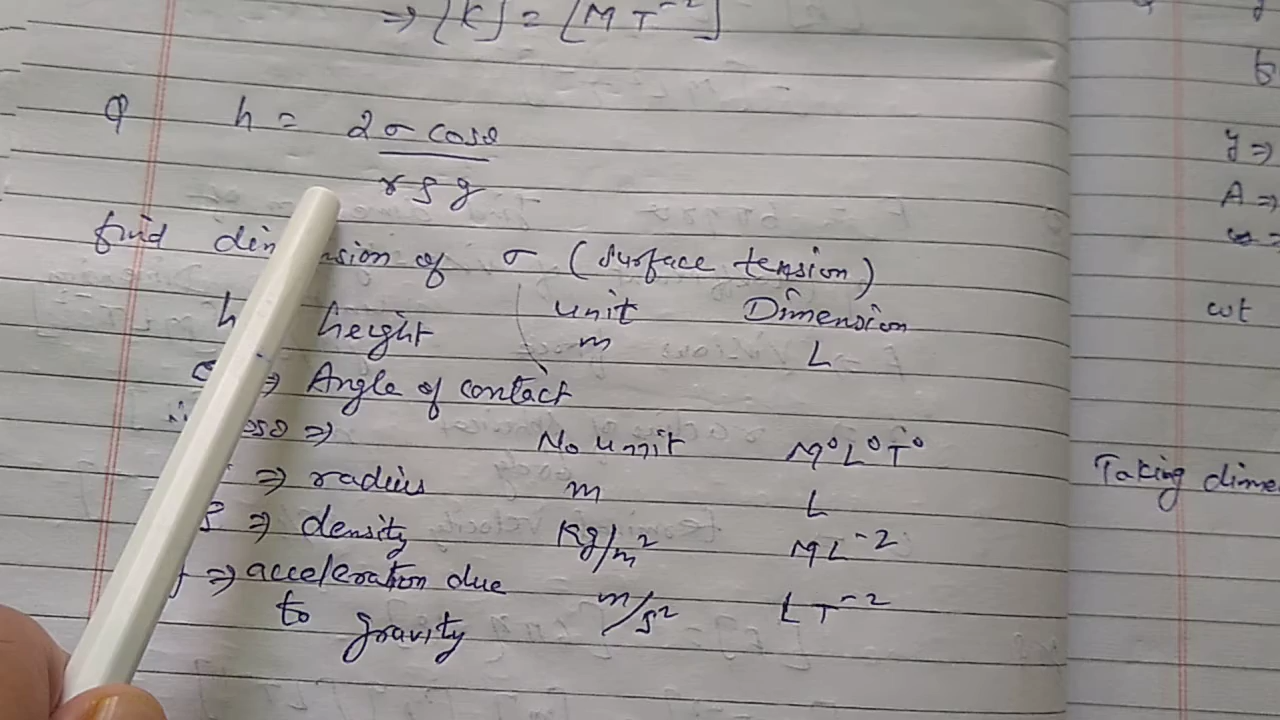 ⇒ [K] = [M T⁻²]
Q h = 2σ cosθ
r ρ g
find dimension of σ (surface tension)
unit Dimension
h height m L
⇒ Angle of contact
⇒ No unit M⁰L⁰T⁰
⇒ radius m L
ρ ⇒ density Kg/m² ML⁻²
⇒ acceleration due m/s² LT⁻²
to gravity
y ⇒
A ⇒
wt
Taking